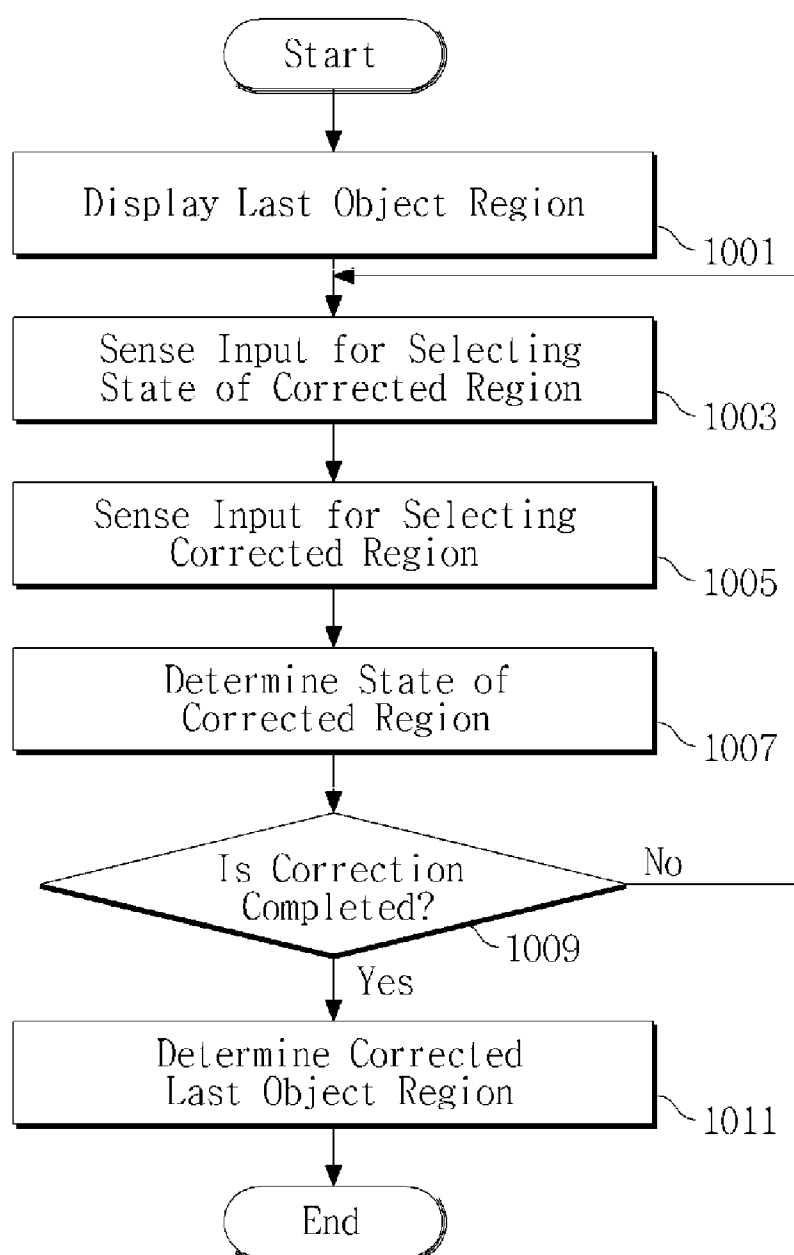 Start
Display Last Object Region
1001
Sense Input for Selecting
State of Corrected Region
1003
Sense Input for Selecting
Corrected Region
1005
Determine State of
Corrected Region
1007
Is Correction
Completed?
No
1009
Yes
Determine Corrected
Last Object Region
1011
End